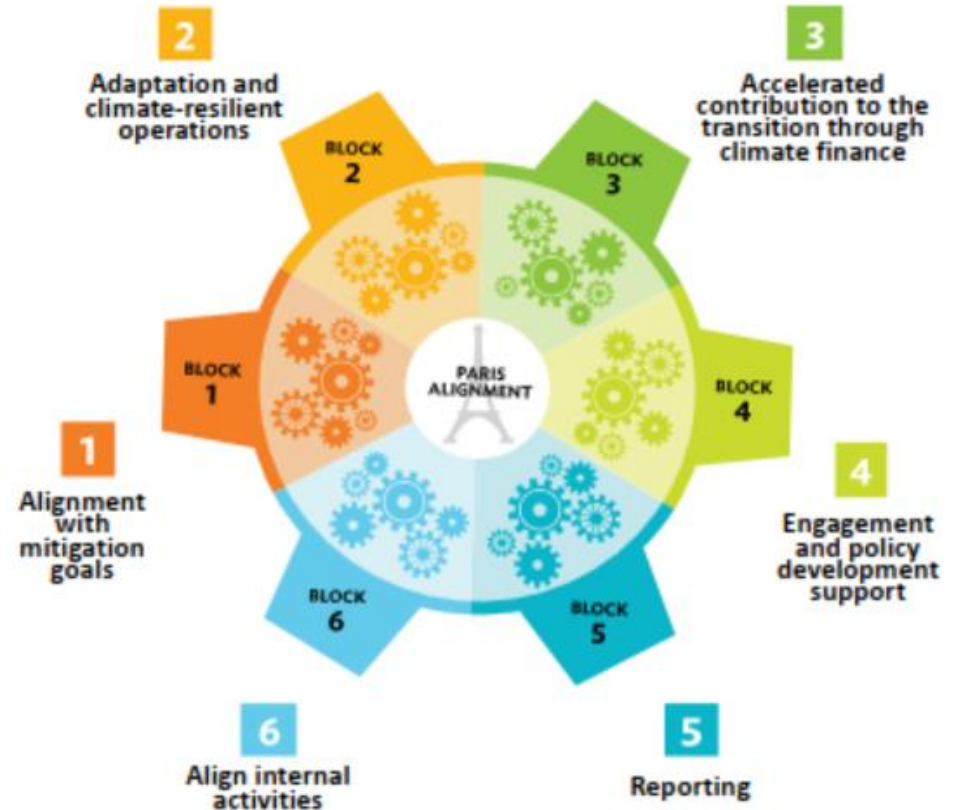 2
Adaptation and
climate-resilient
operations
3
Accelerated
contribution to the
transition through
climate finance
BLOCK
2
BLOCK
3
BLOCK
1
PARIS
ALIGNMENT
BLOCK
4
1
Alignment
with
mitigation
goals
4
Engagement
and policy
development
support
BLOCK
6
BLOCK
5
6
Align internal
activities
5
Reporting